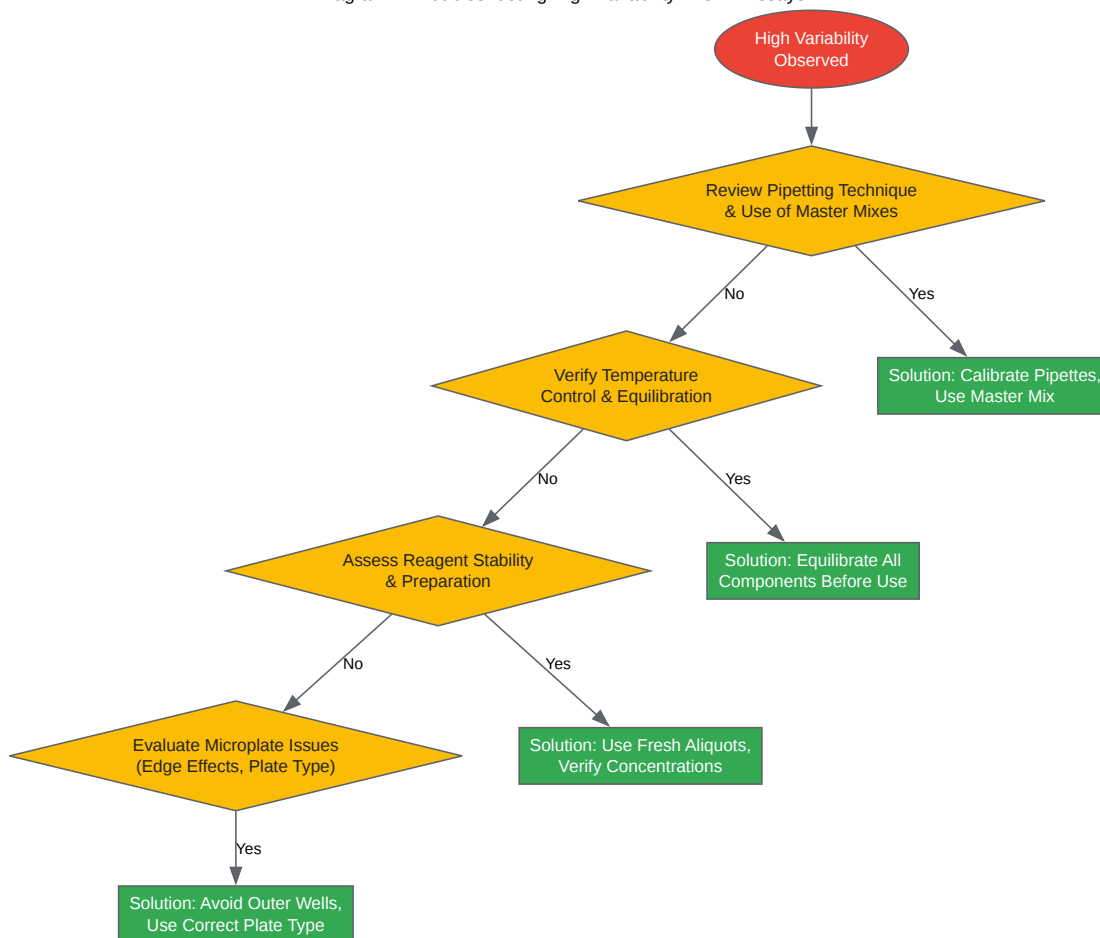 High Variability
Observed
Review Pipetting Technique
& Use of Master Mixes
No
Yes
Verify Temperature
Control & Equilibration
Solution: Calibrate Pipettes,
Use Master Mix
No
Yes
Assess Reagent Stability
& Preparation
Solution: Equilibrate All
Components Before Use
No
Yes
Evaluate Microplate Issues
(Edge Effects, Plate Type)
Solution: Use Fresh Aliquots,
Verify Concentrations
Yes
Solution: Avoid Outer Wells,
Use Correct Plate Type